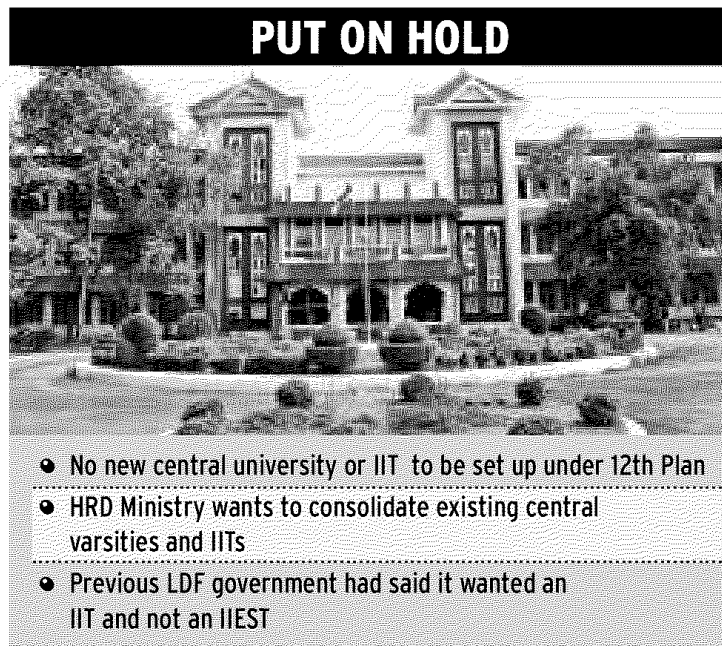 PUT ON HOLD
• No new central university or IIT to be set up under 12th Plan
• HRD Ministry wants to consolidate existing central
varsities and IITs
• Previous LDF government had said it wanted an
IIT and not an IIEST